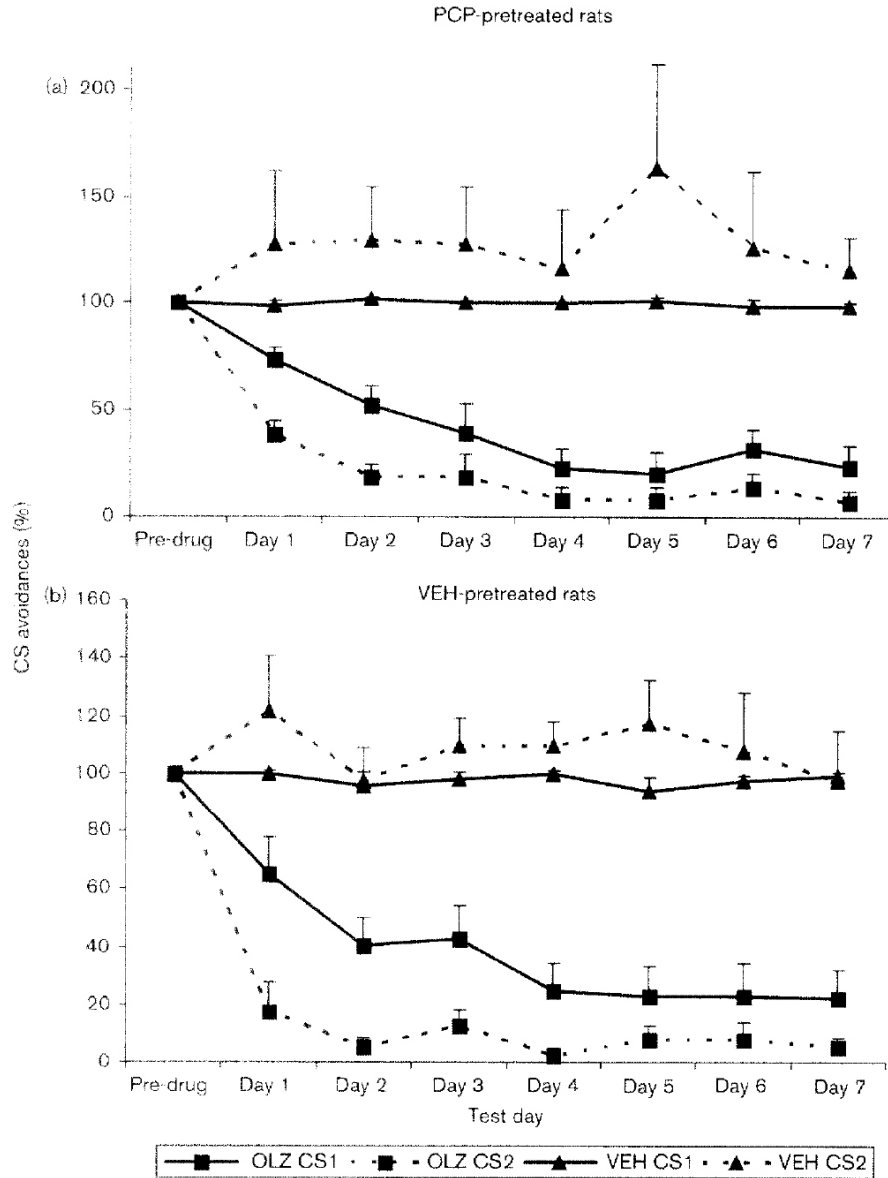 PCP-pretreated rats
(a)
200
150
100
50
0
Pre-drug Day 1 Day 2 Day 3 Day 4 Day 5 Day 6 Day 7
CS avoidances (%)
(b)
VEH-pretreated rats
160
140
120
100
80
60
40
20
0
Pre-drug Day 1 Day 2 Day 3 Day 4 Day 5 Day 6 Day 7
Test day
OLZ CS1 OLZ CS2 VEH CS1 VEH CS2